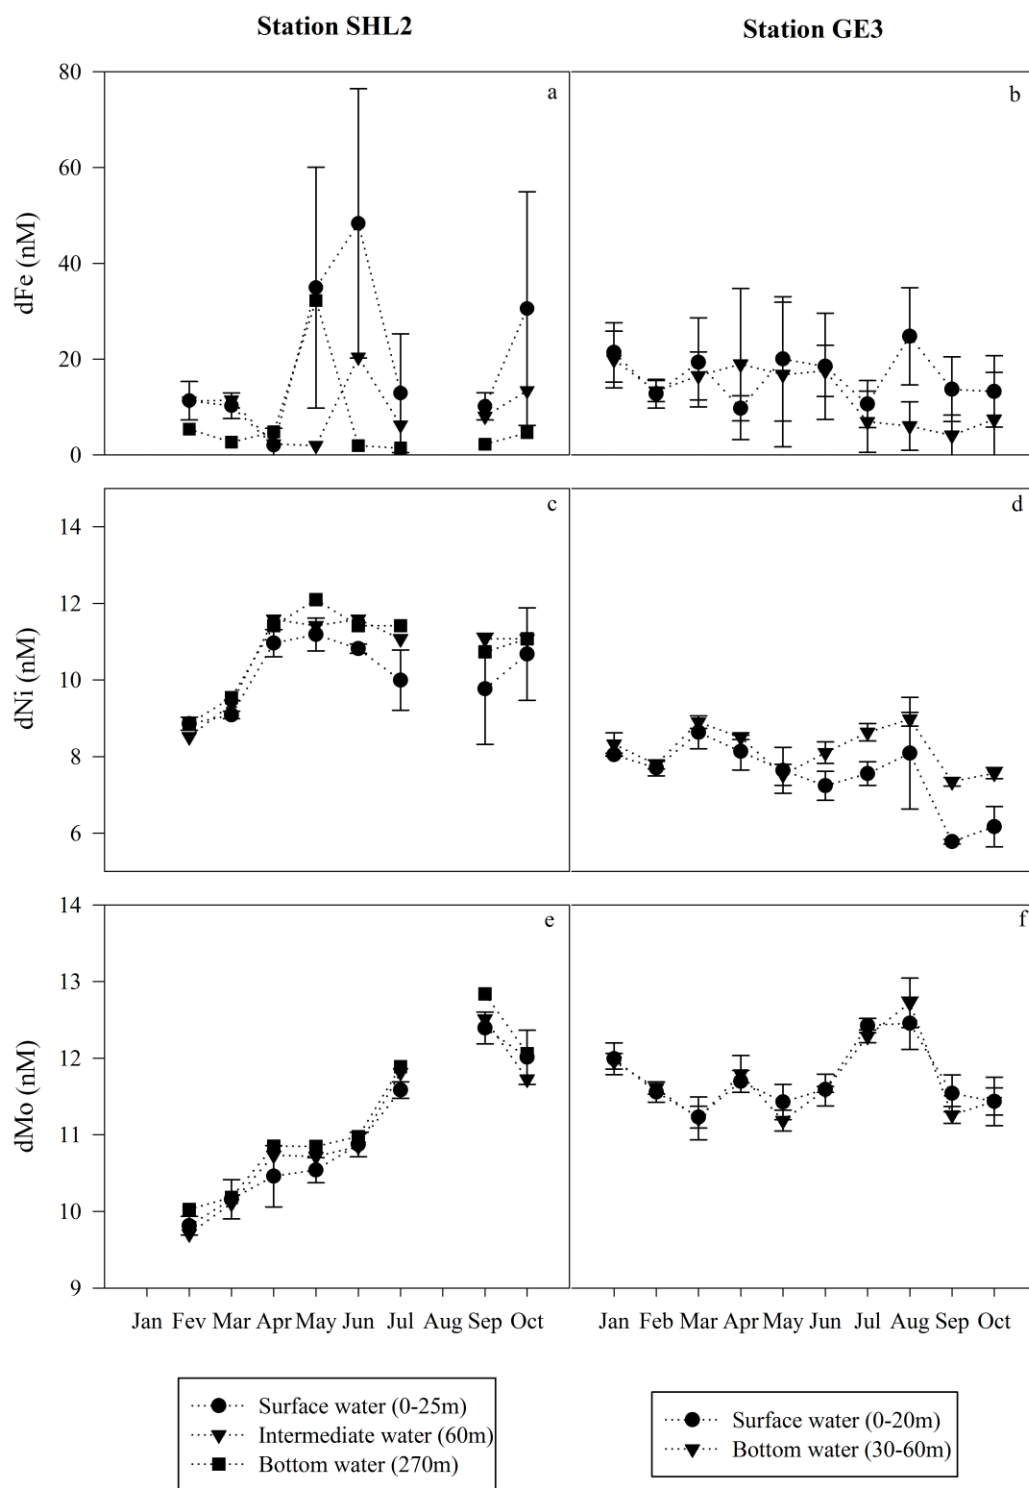 Station SHL2
Station GE3
80
60
40
20
0
dFe (nM)
a
b
14
12
10
8
6
dNi (nM)
c
d
14
13
12
11
10
9
dMo (nM)
e
f
Jan Fev Mar Apr May Jun Jul Aug Sep Oct
Jan Feb Mar Apr May Jun Jul Aug Sep Oct
Surface water (0-25m)
Intermediate water (60m)
Bottom water (270m)
Surface water (0-20m)
Bottom water (30-60m)